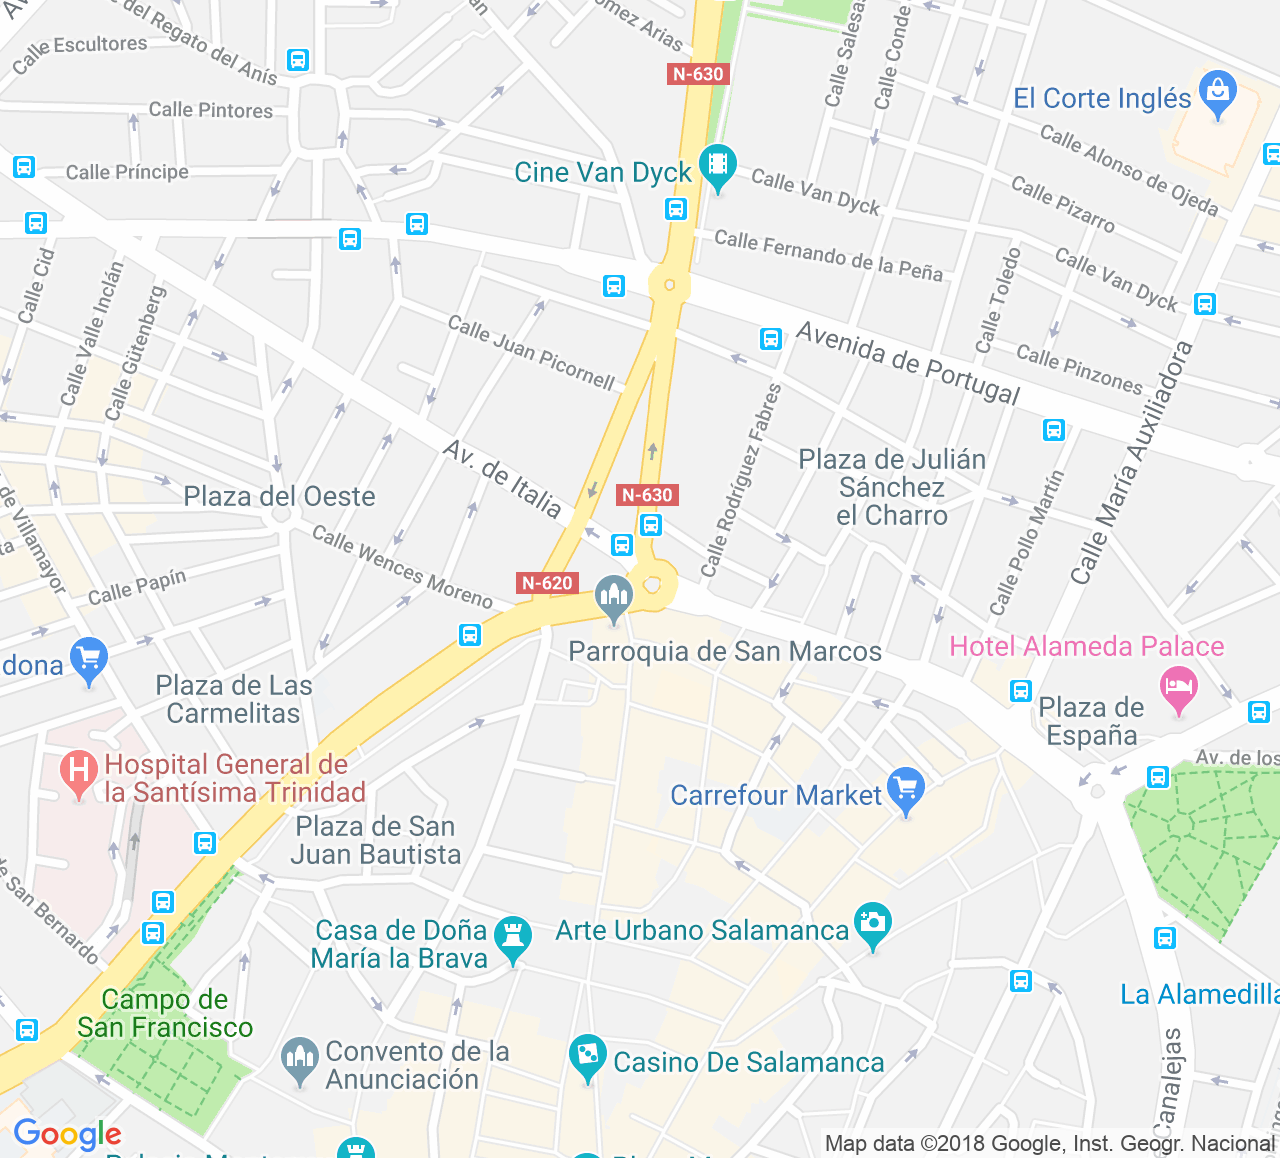 Calle Escultores
del Regato del Anís
Gómez Arias
N-630
Calle Salesas
Calle Conde
El Corte Inglés
Calle Pintores
Calle Príncipe
Cine Van Dyck
Calle Van Dyck
Calle Alonso de Ojeda
Calle Pizarro
Calle Fernando de la Peña
Calle Toledo
Calle Van Dyck
Calle Cid
Calle Valle Inclán
Calle Gütenberg
Calle Juan Picornell
Avenida de Portugal
Calle Pinzones
Calle María Auxiliadora
Calle Rodríguez Fabres
Av. de Italia
Plaza de Julián
Sánchez
el Charro
Plaza del Oeste
N-630
Calle Pollo Martín
de Villamayor
Calle Wences Moreno
Calle Papín
N-620
Parroquia de San Marcos
Hotel Alameda Palace
dona
Plaza de Las
Carmelitas
Plaza de
España
Av. de los
Hospital General de
la Santísima Trinidad
Carrefour Market
Plaza de San
Juan Bautista
de San Bernardo
Casa de Doña
María la Brava
Arte Urbano Salamanca
Campo de
San Francisco
La Alamedilla
Convento de la
Anunciación
Casino De Salamanca
Canalejas
Google
Map data ©2018 Google, Inst. Geogr. Nacional